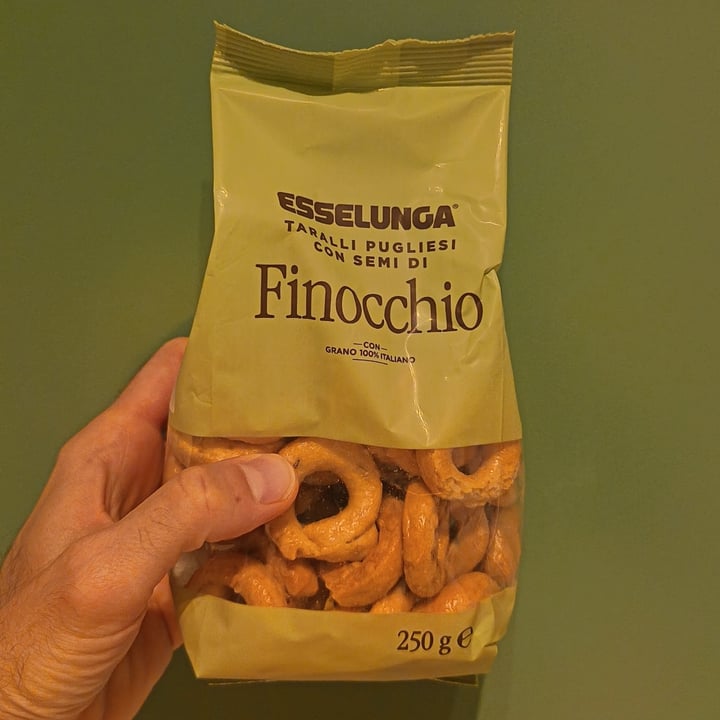 ESSELUNGA®
TARALLI PUGLIESI
CON SEMI DI
Finocchio
CON
GRANO 100% ITALIANO
250 g ℮